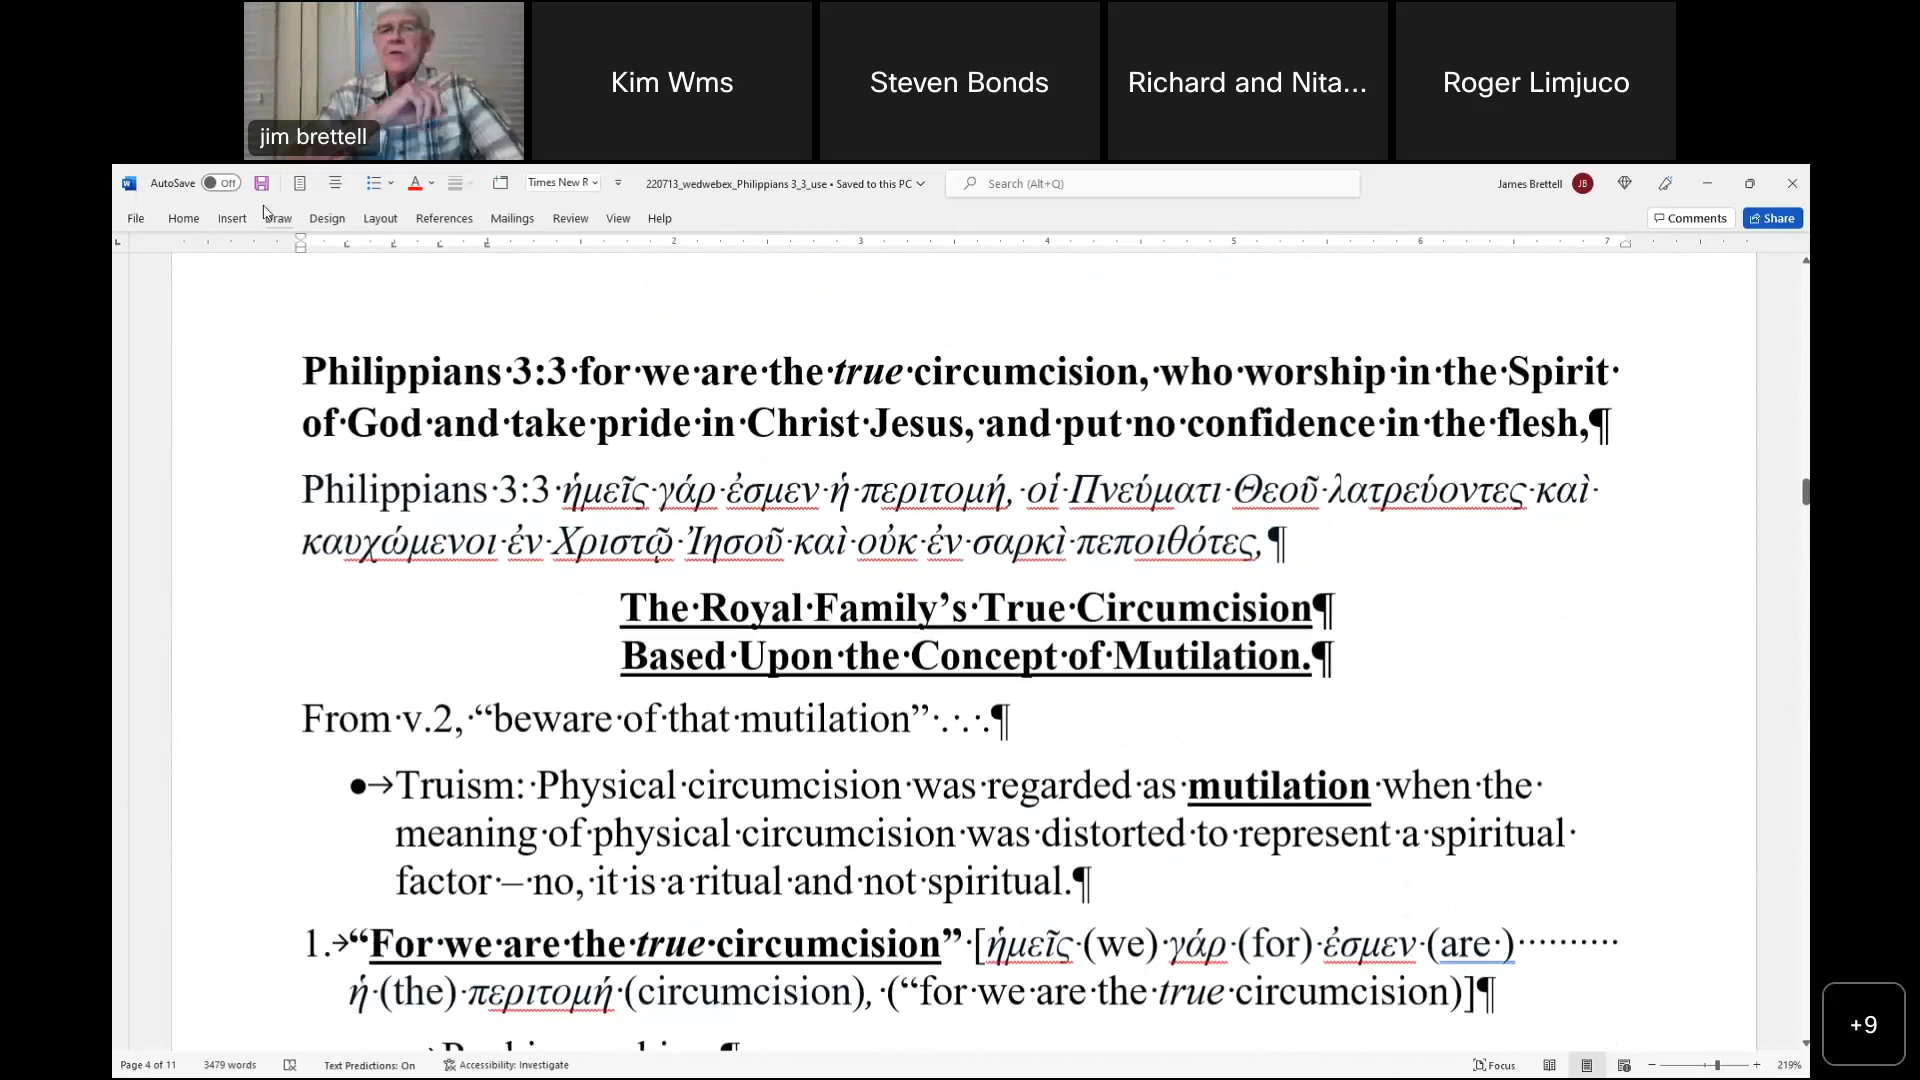 jim brettell
Kim Wms
Steven Bonds
Richard and Nita...
Roger Limjuco
AutoSave Off
Times New R
220713_wedwebex_Philippians 3_3_use • Saved to this PC
Search (Alt+Q)
James Brettell JB
File Home Insert Draw Design Layout References Mailings Review View Help
Comments Share
2 3 4 5 6 7
Philippians·3:3·for·we·are·the·true·circumcision,·who·worship·in·the·Spirit·
of·God·and·take·pride·in·Christ·Jesus,·and·put·no·confidence·in·the·flesh,¶
Philippians·3:3·ἡμεῖς·γάρ·ἐσμεν·ἡ·περιτομή,·οἱ·Πνεύματι·Θεοῦ·λατρεύοντες·καὶ·
καυχώμενοι·ἐν·Χριστῷ·Ἰησοῦ·καὶ·οὐκ·ἐν·σαρκὶ·πεποιθότες,¶
The·Royal·Family’s·True·Circumcision¶
Based·Upon·the·Concept·of·Mutilation.¶
From·v.2,·“beware·of·that·mutilation”·.·.·.¶
●→Truism:·Physical·circumcision·was·regarded·as·mutilation·when·the·
meaning·of·physical·circumcision·was·distorted·to·represent·a·spiritual·
factor·–·no,·it·is·a·ritual·and·not·spiritual.¶
1.→“For·we·are·the·true·circumcision”·[ἡμεῖς·(we)·γάρ·(for)·ἐσμεν·(are·)··········
ἡ·(the)·περιτομή·(circumcision),·(“for·we·are·the·true·circumcision)]¶
Page 4 of 11 3479 words Text Predictions: On Accessibility: Investigate
Focus 219%
+9